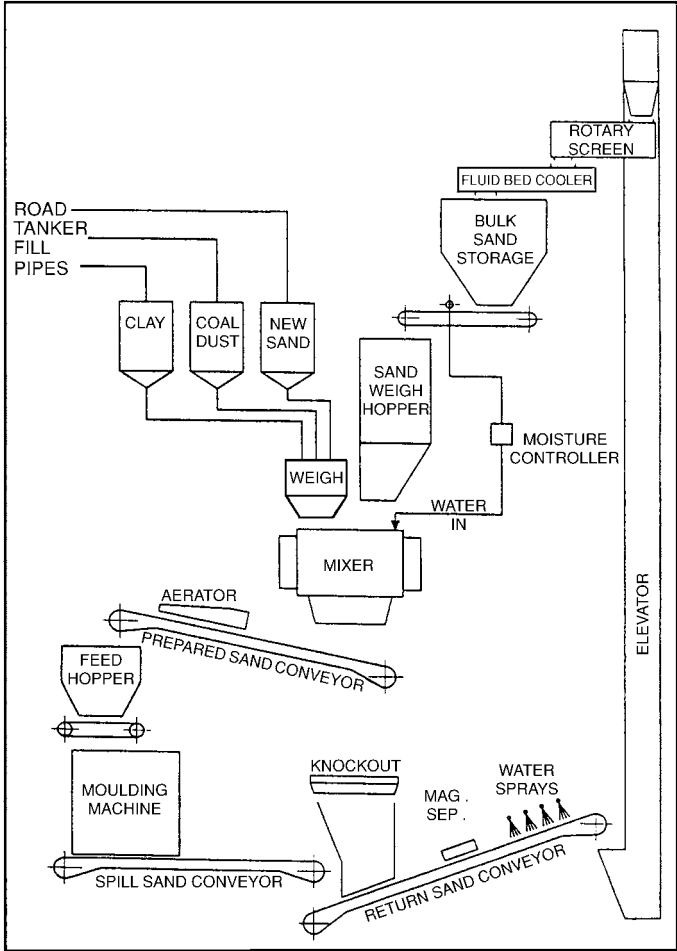 ROTARY
SCREEN
FLUID BED COOLER
BULK
SAND
STORAGE
ROAD
TANKER
FILL
PIPES
CLAY
COAL
DUST
NEW
SAND
SAND
WEIGH
HOPPER
MOISTURE
CONTROLLER
WEIGH
WATER
IN
MIXER
ELEVATOR
AERATOR
PREPARED SAND CONVEYOR
FEED
HOPPER
MOULDING
MACHINE
KNOCKOUT
MAG .
SEP .
WATER
SPRAYS
SPILL SAND CONVEYOR
RETURN SAND CONVEYOR